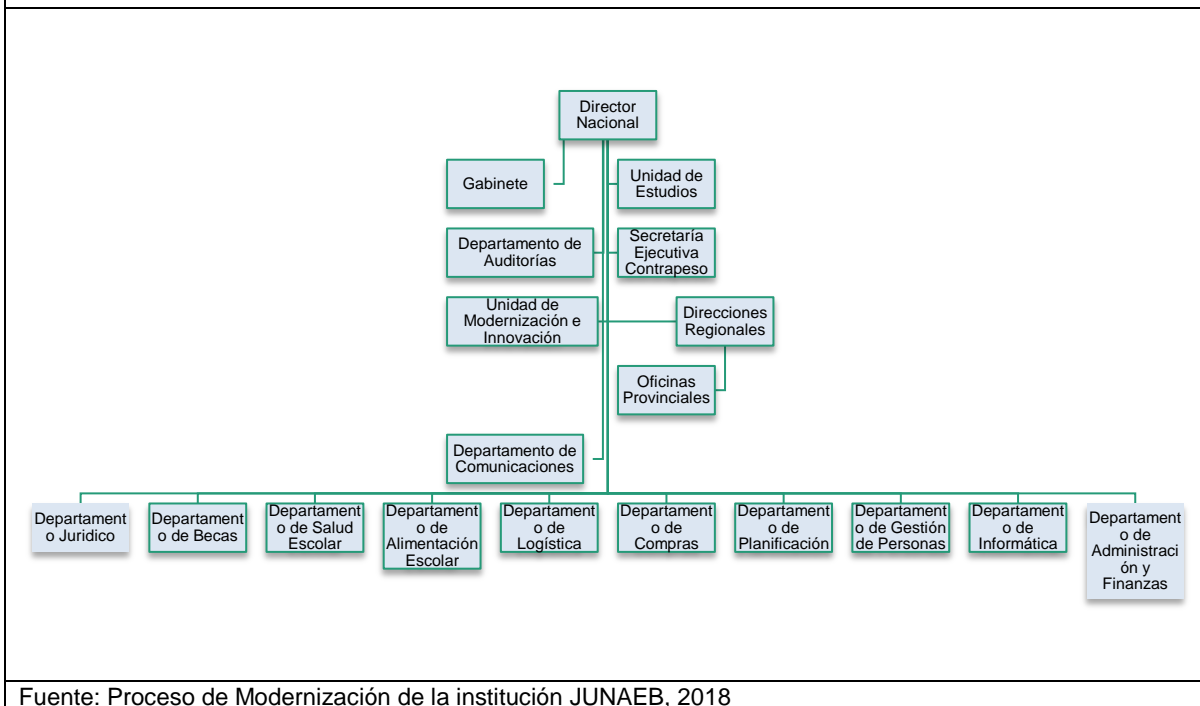 Director
Nacional
Gabinete
Unidad de
Estudios
Departamento de
Auditorías
Secretaría
Ejecutiva
Contrapeso
Unidad de
Modernización e
Innovación
Direcciones
Regionales
Oficinas
Provinciales
Departamento de
Comunicaciones
Departament
o Juridico
Departament
o de Becas
Departament
o de Salud
Escolar
Departament
o de
Alimentación
Escolar
Departament
o de
Logística
Departament
o de
Compras
Departament
o de
Planificación
Departament
o de Gestión
de Personas
Departament
o de
Informática
Departament
o de
Administraci
ón y
Finanzas
Fuente: Proceso de Modernización de la institución JUNAEB, 2018